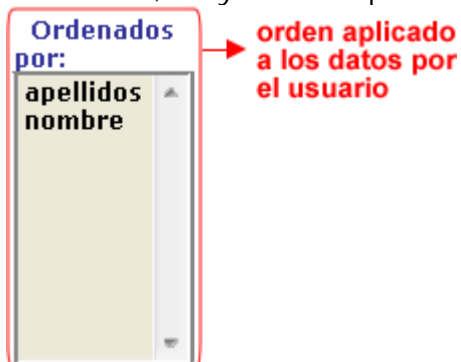 Ordenados
por:
apellidos
nombre
orden aplicado
a los datos por
el usuario